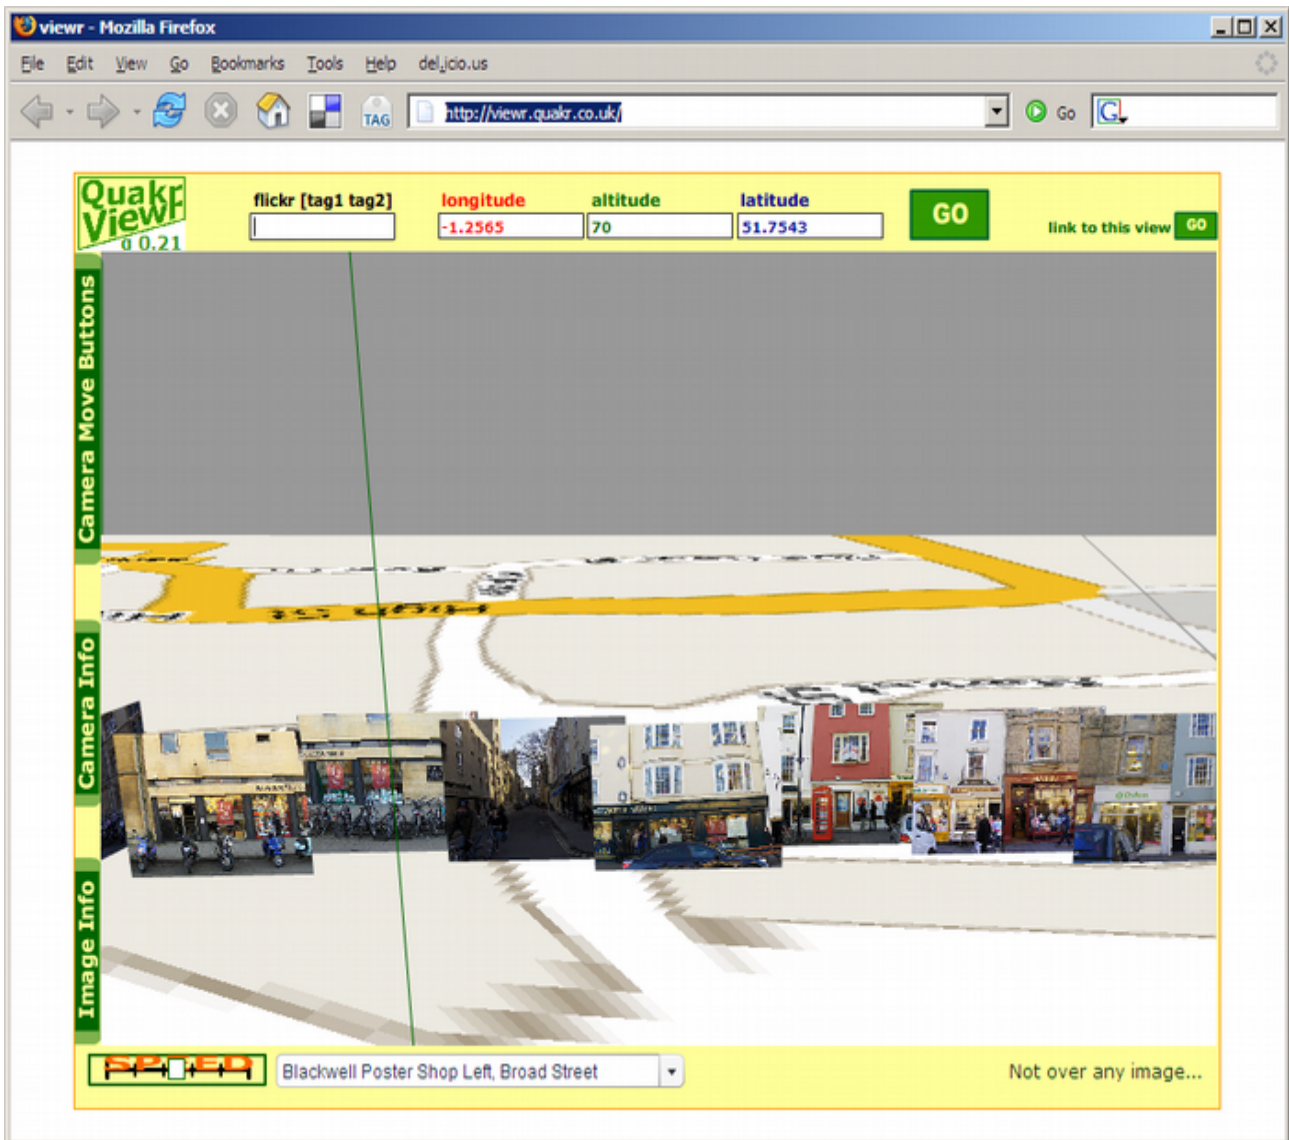 viewr - Mozilla Firefox
File Edit View Go Bookmarks Tools Help del.icio.us
TAG http://viewr.quakr.co.uk/ Go G
Quakr
Viewr
α 0.21
flickr [tag1 tag2] longitude altitude latitude
-1.2565 70 51.7543 GO
link to this view GO
Camera Move Buttons
High St
Camera Info
Image Info
SPEED
Blackwell Poster Shop Left, Broad Street
Not over any image...